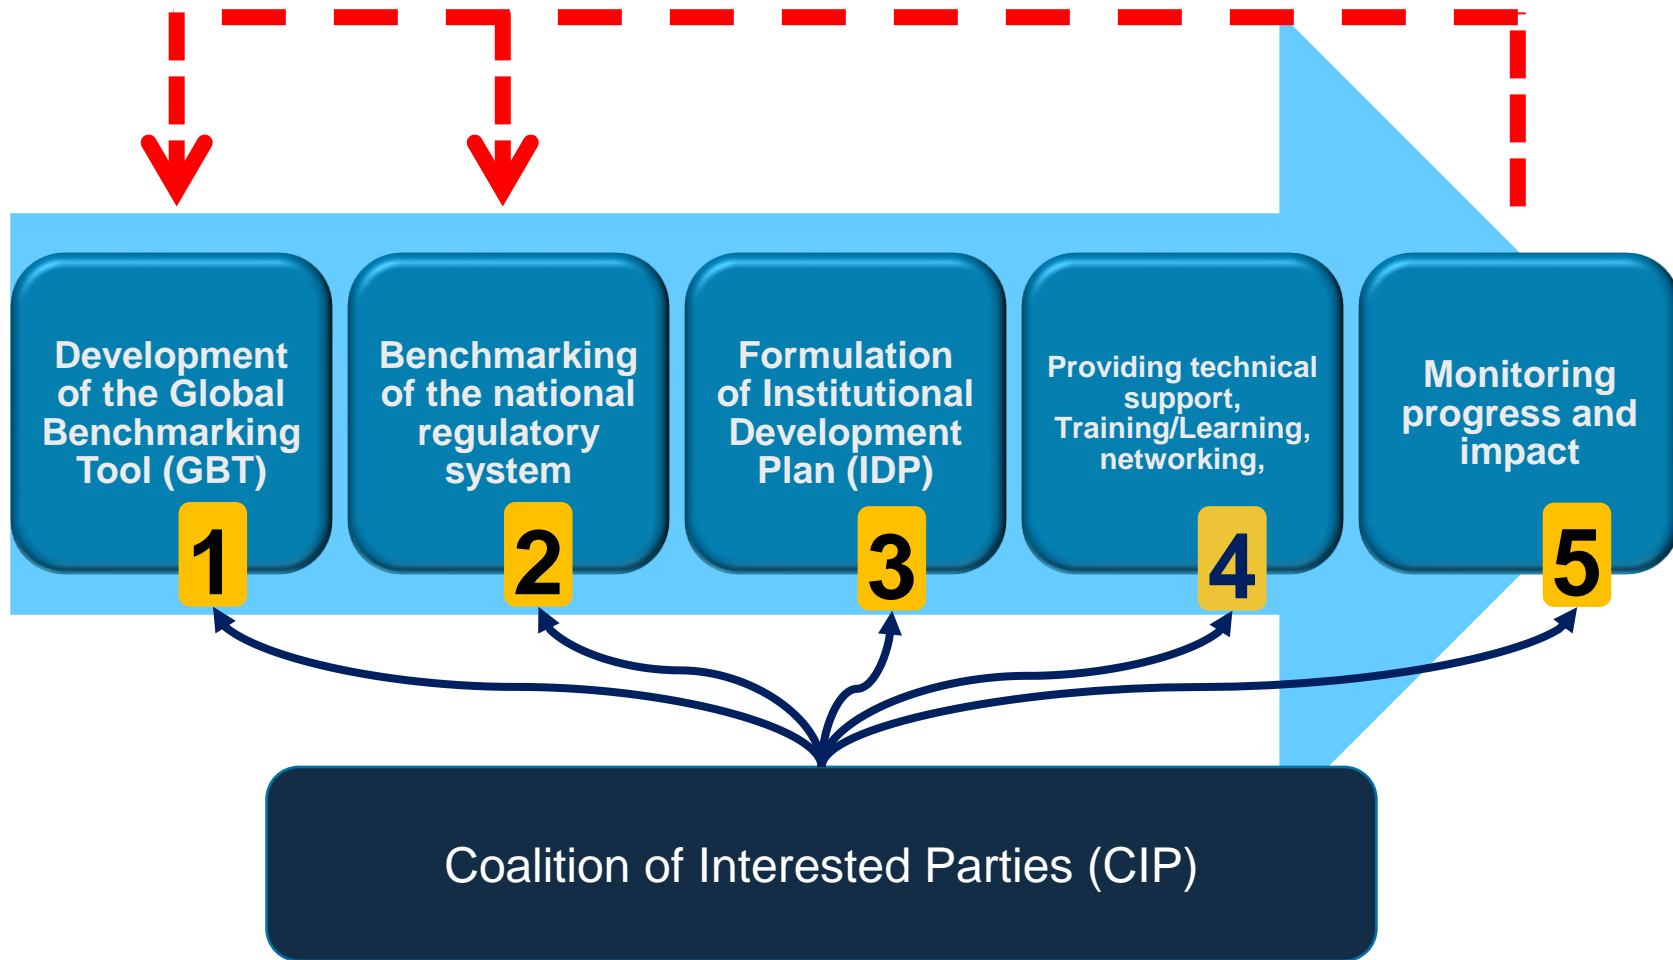 Development
of the Global
Benchmarking
Tool (GBT)
1
Benchmarking
of the national
regulatory
system
2
Formulation
of Institutional
Development
Plan (IDP)
3
Providing technical
support,
Training/Learning,
networking,
4
Monitoring
progress and
impact
5
Coalition of Interested Parties (CIP)